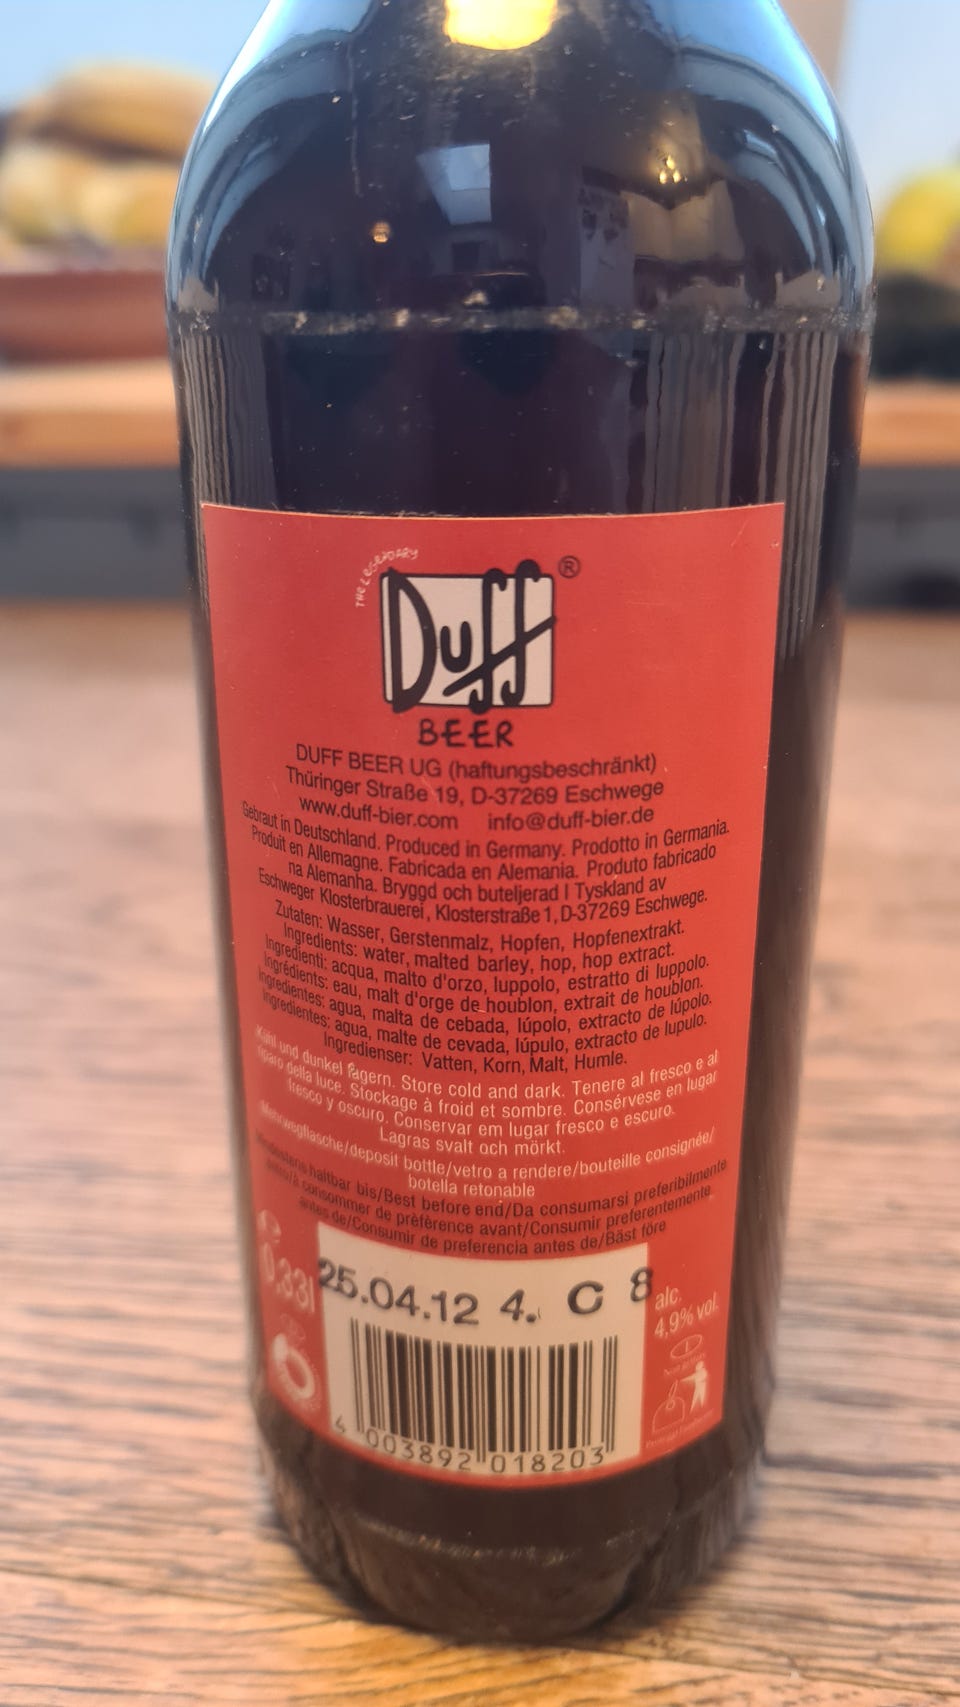 THE LEGENDARY
Duff ®
BEER
DUFF BEER UG (haftungsbeschränkt)
Thüringer Straße 19, D-37269 Eschwege
www.duff-bier.com info@duff-bier.de
Gebraut in Deutschland. Produced in Germany. Prodotto in Germania.
Produit en Allemagne. Fabricada en Alemania. Produto fabricado
na Alemanha. Bryggd och buteljerad I Tyskland av
Eschweger Klosterbrauerei, Klosterstraße 1, D-37269 Eschwege.
Zutaten: Wasser, Gerstenmalz, Hopfen, Hopfenextrakt.
Ingredients: water, malted barley, hop, hop extract.
Ingredienti: acqua, malto d'orzo, luppolo, estratto di luppolo.
Ingrédients: eau, malt d'orge de houblon, extrait de houblon.
Ingredientes: agua, malta de cebada, lúpolo, extracto de lúpolo.
Ingredientes: agua, malte de cevada, lúpulo, extracto de lupulo.
Ingredienser: Vatten, Korn, Malt, Humle.
Kühl und dunkel lagern. Store cold and dark. Tenere al fresco e al
riparo della luce. Stockage à froid et sombre. Consérvese en lugar
fresco y oscuro. Conservar em lugar fresco e escuro.
Lagras svalt och mörkt.
Mehrwegflasche/deposit bottle/vetro a rendere/bouteille consignée/
botella retonable
Mindestens haltbar bis/Best before end/Da consumarsi preferibilmente
entro/à consommer de préférence avant/Consumir preferentemente
antes de/Consumir de preferencia antes de/Bäst före
25.04.12 4. C 8
0,33l
alc.
4,9% vol.
4 003892 018203